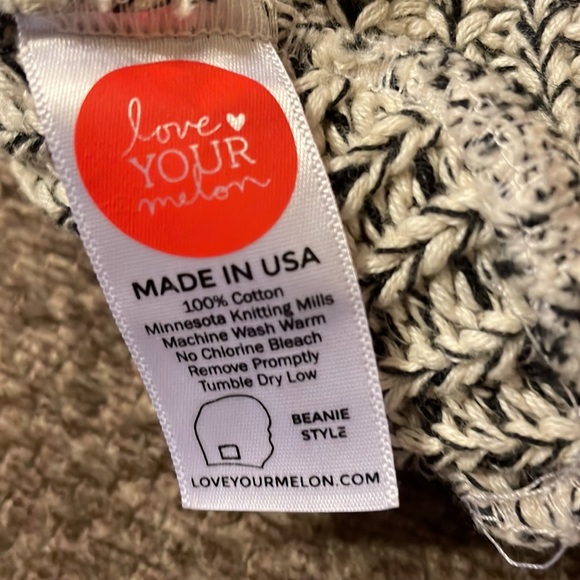 love
YOUR
melon
MADE IN USA
100% Cotton
Minnesota Knitting Mills
Machine Wash Warm
No Chlorine Bleach
Remove Promptly
Tumble Dry Low
BEANIE
STYLE
LOVEYOURMELON.COM